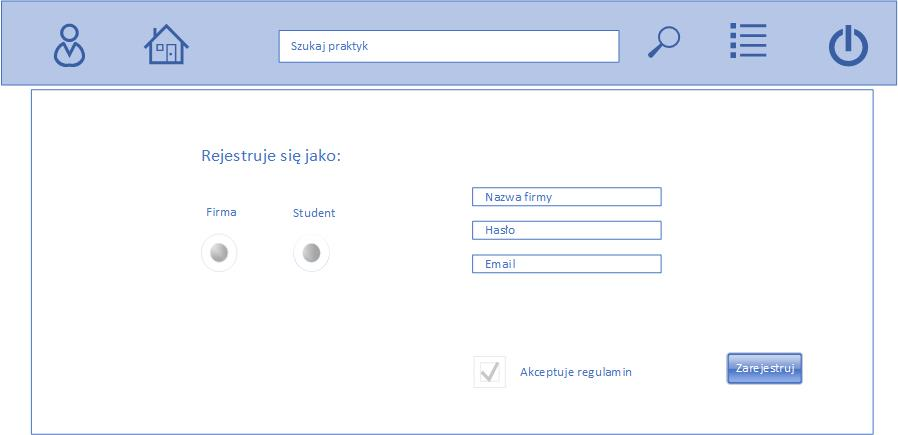 Szukaj praktyk
Rejestruje się jako:
Firma
Student
Nazwa firmy
Hasło
Email
Akceptuje regulamin
Zarejestruj